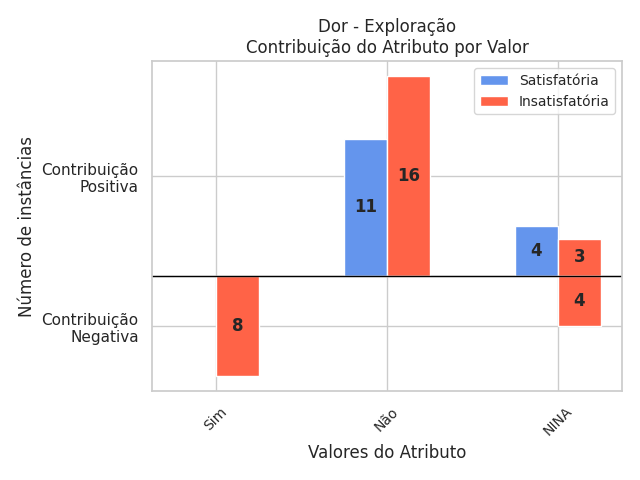 Dor - Exploração
Contribuição do Atributo por Valor
Satisfatória
Insatisfatória
Número de instâncias
Contribuição
Positiva
Contribuição
Negativa
11
16
4
3
8
4
Sim
Não
NINA
Valores do Atributo